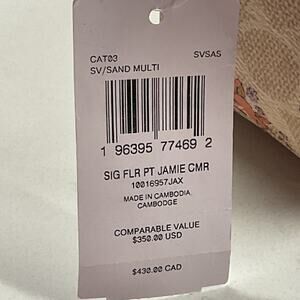 CAT03 SVSAS
SV/SAND MULTI
1 96395 77469 2
SIG FLR PT JAMIE CMR
10016957JAX
MADE IN CAMBODIA,
CAMBODGE
COMPARABLE VALUE
$350.00 USD
$430.00 CAD